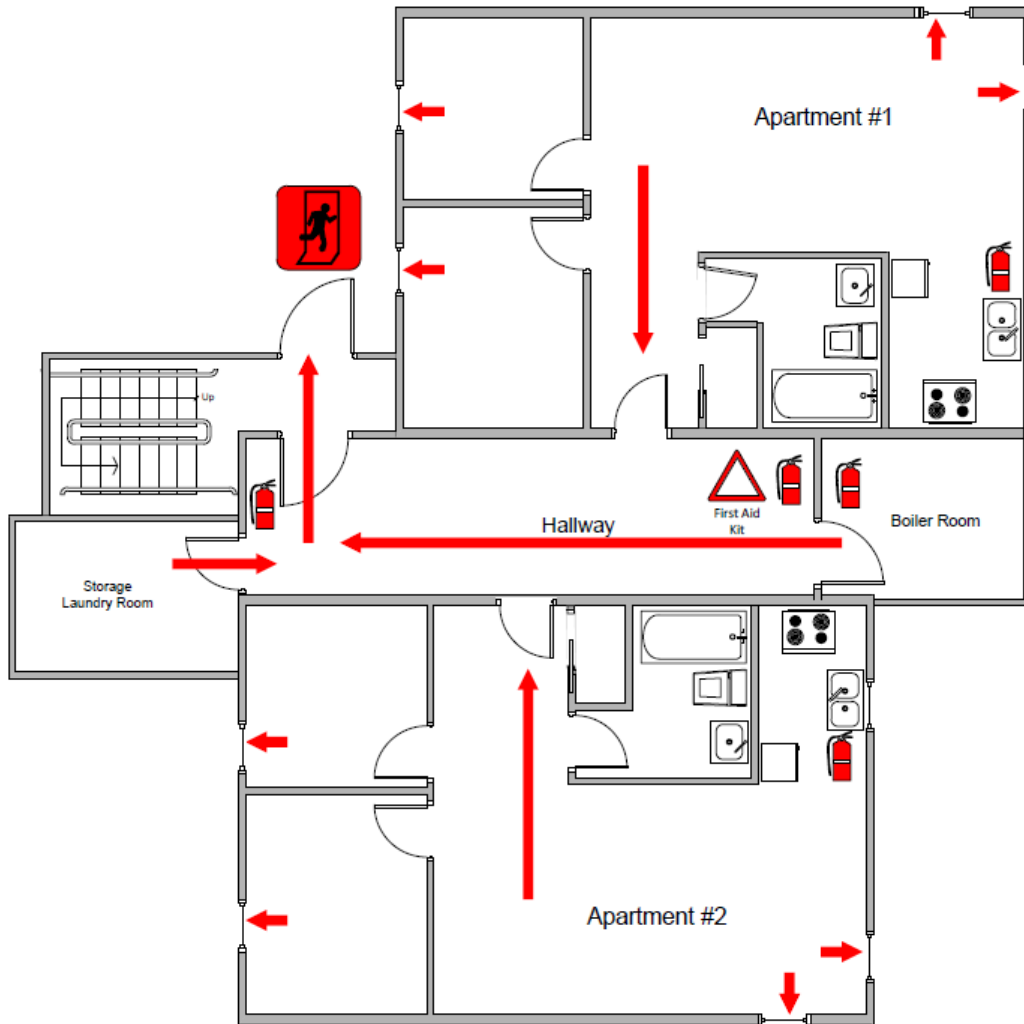 Apartment #1
Up
First Aid
Kit
Hallway
Boiler Room
Storage
Laundry Room
Apartment #2